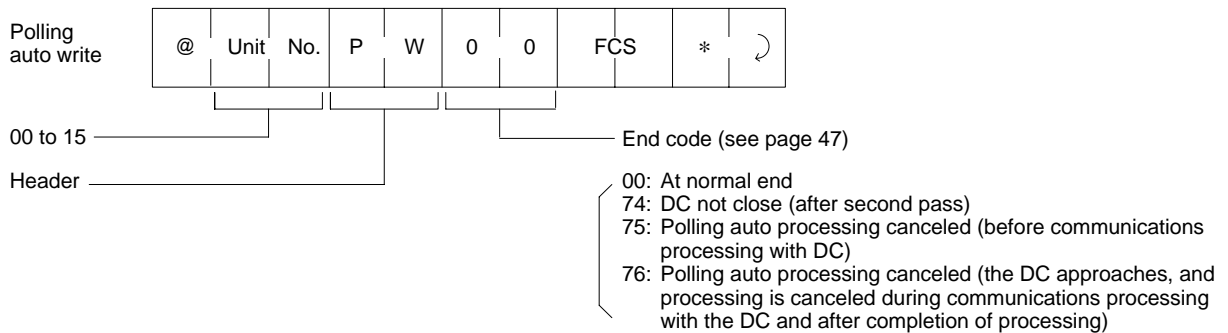 Polling
auto write
@ Unit No. P W 0 0 FCS *
00 to 15
End code (see page 47)
Header
00: At normal end
74: DC not close (after second pass)
75: Polling auto processing canceled (before communications
processing with DC)
76: Polling auto processing canceled (the DC approaches, and
processing is canceled during communications processing
with the DC and after completion of processing)